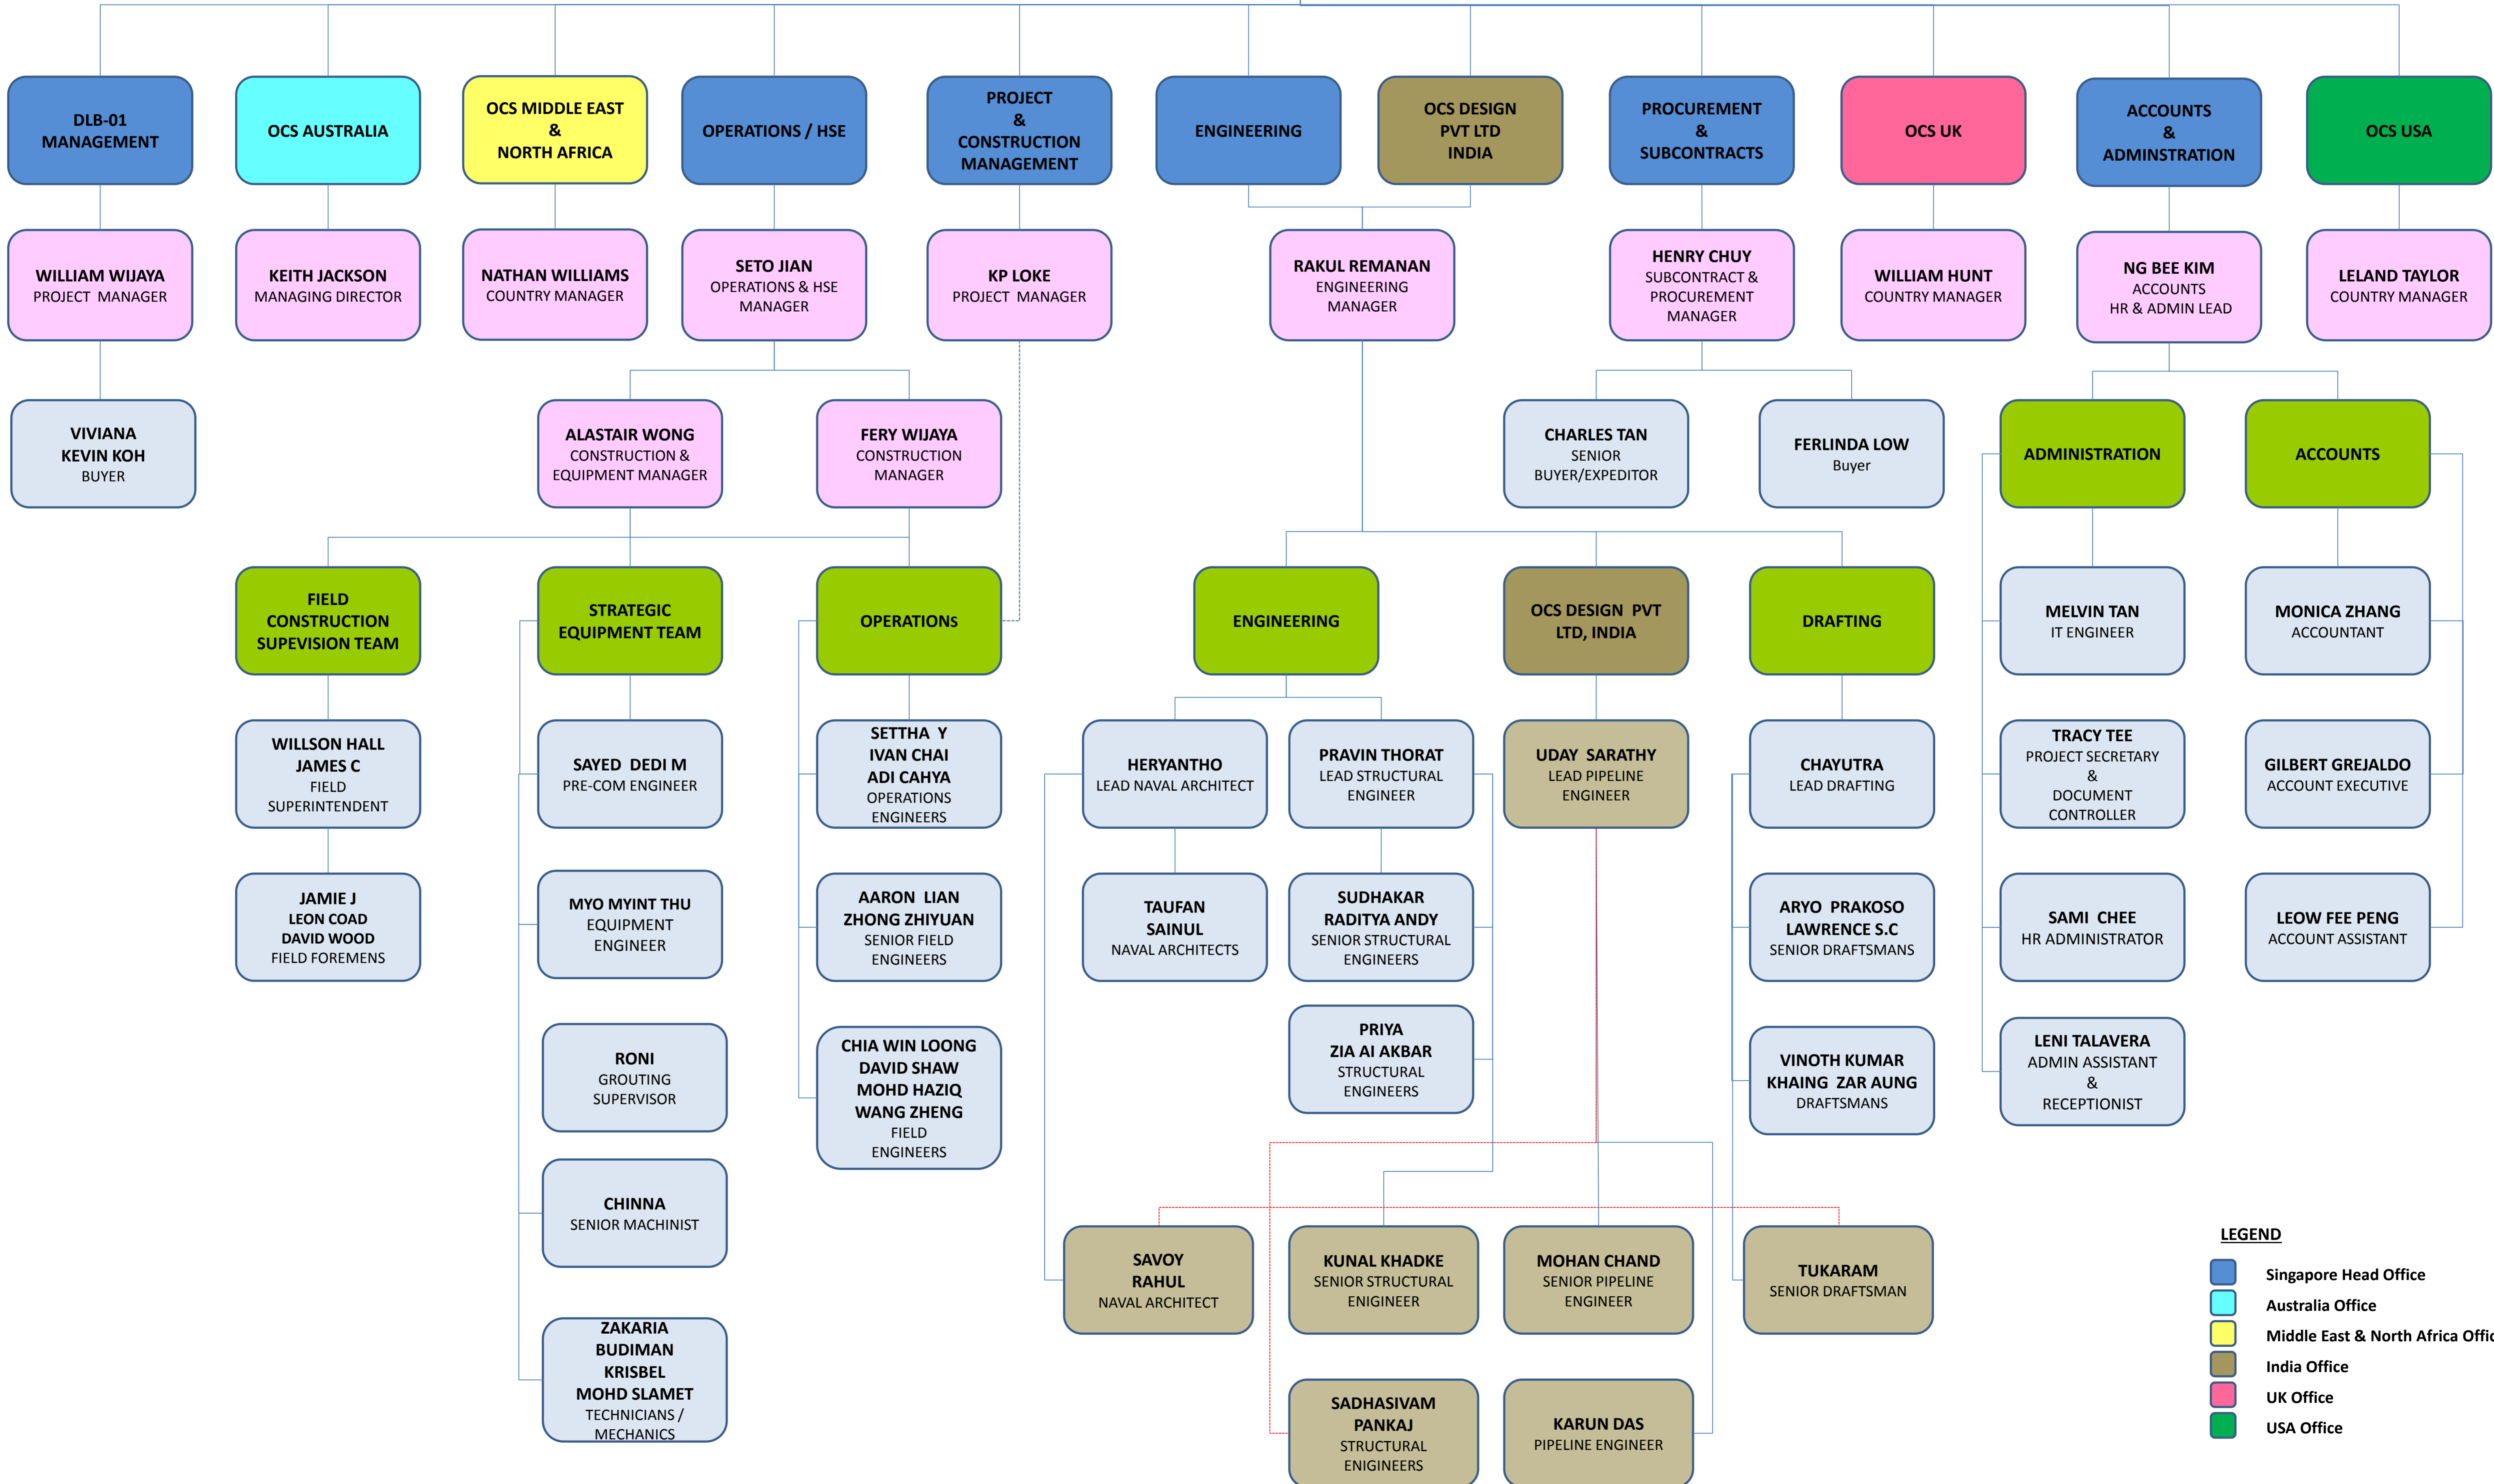 DLB-01
MANAGEMENT
OCS AUSTRALIA
OCS MIDDLE EAST
&
NORTH AFRICA
OPERATIONS / HSE
PROJECT
&
CONSTRUCTION
MANAGEMENT
ENGINEERING
OCS DESIGN
PVT LTD
INDIA
PROCUREMENT
&
SUBCONTRACTS
OCS UK
ACCOUNTS
&
ADMINSTRATION
OCS USA
WILLIAM WIJAYA
PROJECT MANAGER
KEITH JACKSON
MANAGING DIRECTOR
NATHAN WILLIAMS
COUNTRY MANAGER
SETO JIAN
OPERATIONS & HSE
MANAGER
KP LOKE
PROJECT MANAGER
RAKUL REMANAN
ENGINEERING
MANAGER
HENRY CHUY
SUBCONTRACT &
PROCUREMENT
MANAGER
WILLIAM HUNT
COUNTRY MANAGER
NG BEE KIM
ACCOUNTS
HR & ADMIN LEAD
LELAND TAYLOR
COUNTRY MANAGER
VIVIANA
KEVIN KOH
BUYER
ALASTAIR WONG
CONSTRUCTION &
EQUIPMENT MANAGER
FERY WIJAYA
CONSTRUCTION
MANAGER
CHARLES TAN
SENIOR
BUYER/EXPEDITOR
FERLINDA LOW
Buyer
ADMINISTRATION
ACCOUNTS
FIELD
CONSTRUCTION
SUPEVISION TEAM
STRATEGIC
EQUIPMENT TEAM
OPERATIONS
ENGINEERING
OCS DESIGN PVT
LTD, INDIA
DRAFTING
MELVIN TAN
IT ENGINEER
MONICA ZHANG
ACCOUNTANT
WILLSON HALL
JAMES C
FIELD
SUPERINTENDENT
SAYED DEDI M
PRE-COM ENGINEER
SETTHA Y
IVAN CHAI
ADI CAHYA
OPERATIONS
ENGINEERS
HERYANTHO
LEAD NAVAL ARCHITECT
PRAVIN THORAT
LEAD STRUCTURAL
ENGINEER
UDAY SARATHY
LEAD PIPELINE
ENGINEER
CHAYUTRA
LEAD DRAFTING
TRACY TEE
PROJECT SECRETARY
&
DOCUMENT
CONTROLLER
GILBERT GREJALDO
ACCOUNT EXECUTIVE
JAMIE J
LEON COAD
DAVID WOOD
FIELD FOREMENS
MYO MYINT THU
EQUIPMENT
ENGINEER
AARON LIAN
ZHONG ZHIYUAN
SENIOR FIELD
ENGINEERS
TAUFAN
SAINUL
NAVAL ARCHITECTS
SUDHAKAR
RADITYA ANDY
SENIOR STRUCTURAL
ENGINEERS
ARYO PRAKOSO
LAWRENCE S.C
SENIOR DRAFTSMANS
SAMI CHEE
HR ADMINISTRATOR
LEOW FEE PENG
ACCOUNT ASSISTANT
RONI
GROUTING
SUPERVISOR
CHIA WIN LOONG
DAVID SHAW
MOHD HAZIQ
WANG ZHENG
FIELD
ENGINEERS
PRIYA
ZIA AI AKBAR
STRUCTURAL
ENGINEERS
VINOTH KUMAR
KHAING ZAR AUNG
DRAFTSMANS
LENI TALAVERA
ADMIN ASSISTANT
&
RECEPTIONIST
CHINNA
SENIOR MACHINIST
SAVOY
RAHUL
NAVAL ARCHITECT
KUNAL KHADKE
SENIOR STRUCTURAL
ENIGINEER
MOHAN CHAND
SENIOR PIPELINE
ENGINEER
TUKARAM
SENIOR DRAFTSMAN
ZAKARIA
BUDIMAN
KRISBEL
MOHD SLAMET
TECHNICIANS /
MECHANICS
SADHASIVAM
PANKAJ
STRUCTURAL
ENIGINEERS
KARUN DAS
PIPELINE ENGINEER
LEGEND
Singapore Head Office
Australia Office
Middle East & North Africa Offic
India Office
UK Office
USA Office